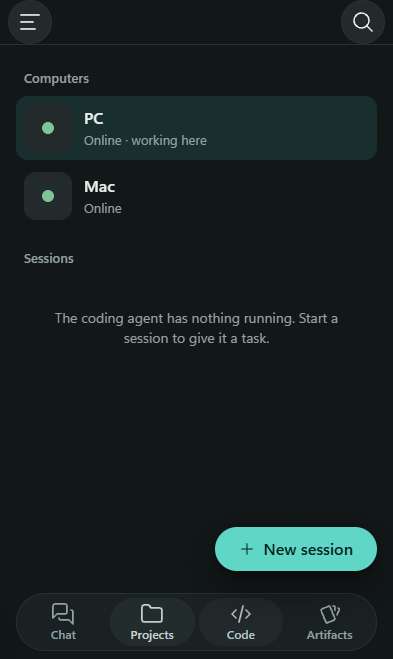 Computers
PC
Online · working here
Mac
Online
Sessions
The coding agent has nothing running. Start a
session to give it a task.
+ New session
Chat
Projects
Code
Artifacts